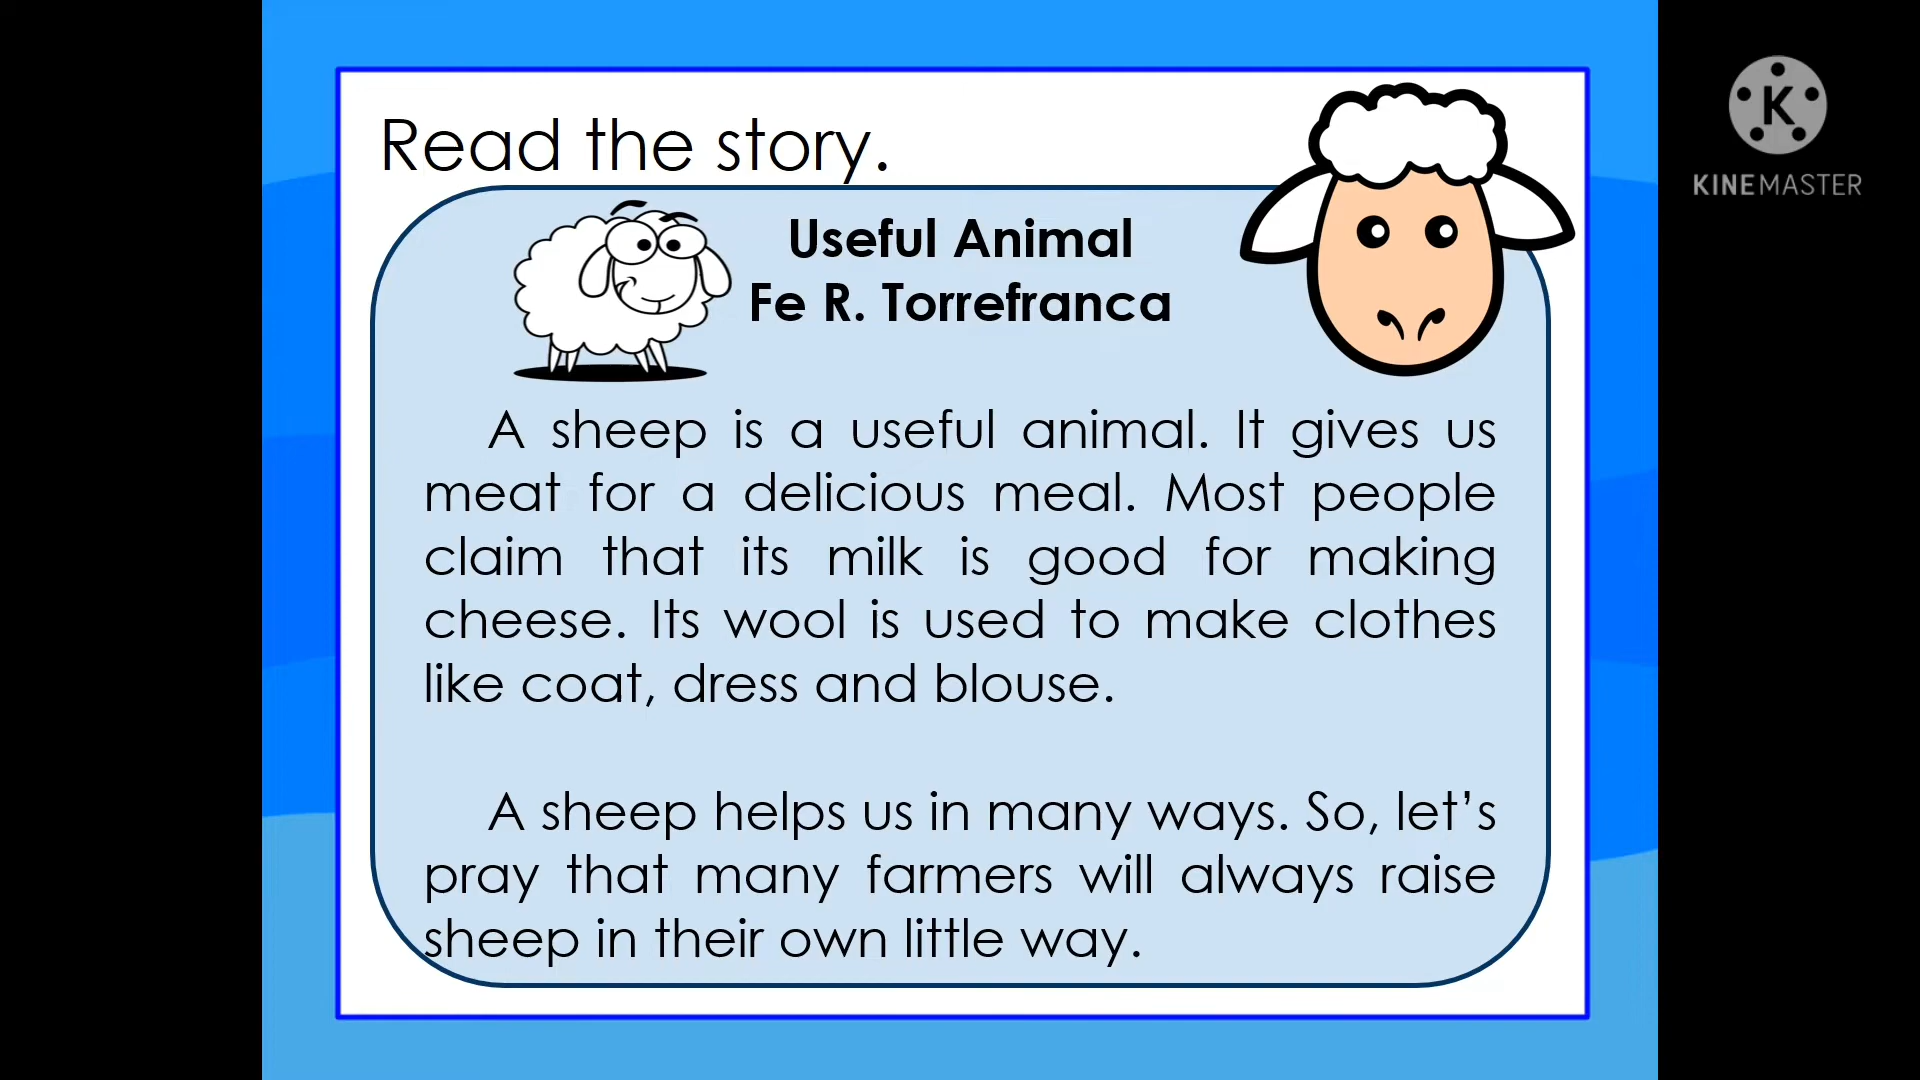 Read the story.
Useful Animal
Fe R. Torrefranca
A sheep is a useful animal. It gives us
meat for a delicious meal. Most people
claim that its milk is good for making
cheese. Its wool is used to make clothes
like coat, dress and blouse.
A sheep helps us in many ways. So, let's
pray that many farmers will always raise
sheep in their own little way.
K
KINEMASTER